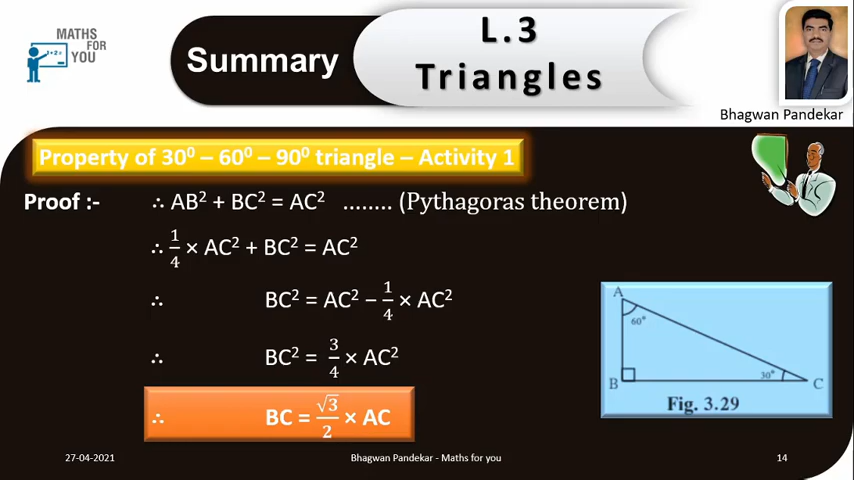 MATHS
FOR
YOU
1+2=
Summary
L.3
Triangles
Bhagwan Pandekar
Property of 30⁰ – 60⁰ – 90⁰ triangle – Activity 1
Proof :- ∴ AB² + BC² = AC² ........ (Pythagoras theorem)
∴ 1/4 × AC² + BC² = AC²
∴ BC² = AC² – 1/4 × AC²
∴ BC² = 3/4 × AC²
∴ BC = √3/2 × AC
A
60°
B
30°
C
Fig. 3.29
27-04-2021
Bhagwan Pandekar - Maths for you
14